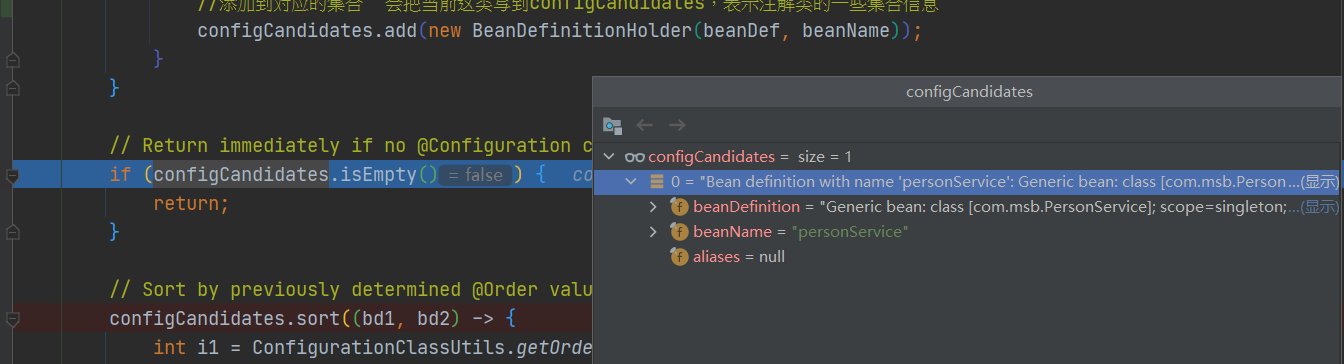 //添加到对应的集合 会把当前这类导到configCandidates，表示注解类的一些集合信息
configCandidates.add(new BeanDefinitionHolder(beanDef, beanName));
}
}
// Return immediately if no @Configuration c
if (configCandidates.isEmpty() = false ) { co
return;
}
// Sort by previously determined @Order valu
configCandidates.sort((bd1, bd2) -> {
int i1 = ConfigurationClassUtils.getOrde
configCandidates
configCandidates = size = 1
0 = "Bean definition with name 'personService': Generic bean: class [com.msb.Person ...(显示)
beanDefinition = "Generic bean: class [com.msb.PersonService]; scope=singleton;...(显示)
beanName = "personService"
aliases = null